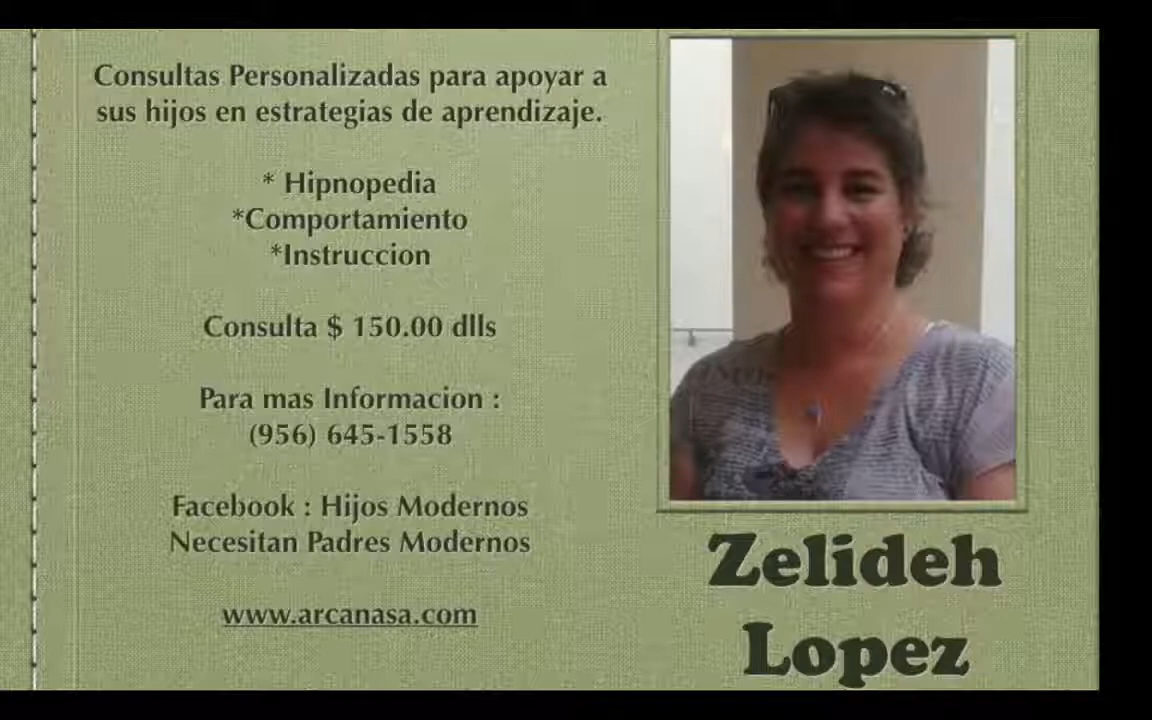 Consultas Personalizadas para apoyar a
sus hijos en estrategias de aprendizaje.
* Hipnopedia
*Comportamiento
*Instruccion
Consulta $ 150.00 dlls
Para mas Informacion :
(956) 645-1558
Facebook : Hijos Modernos
Necesitan Padres Modernos
www.arcanasa.com
Zelideh
Lopez